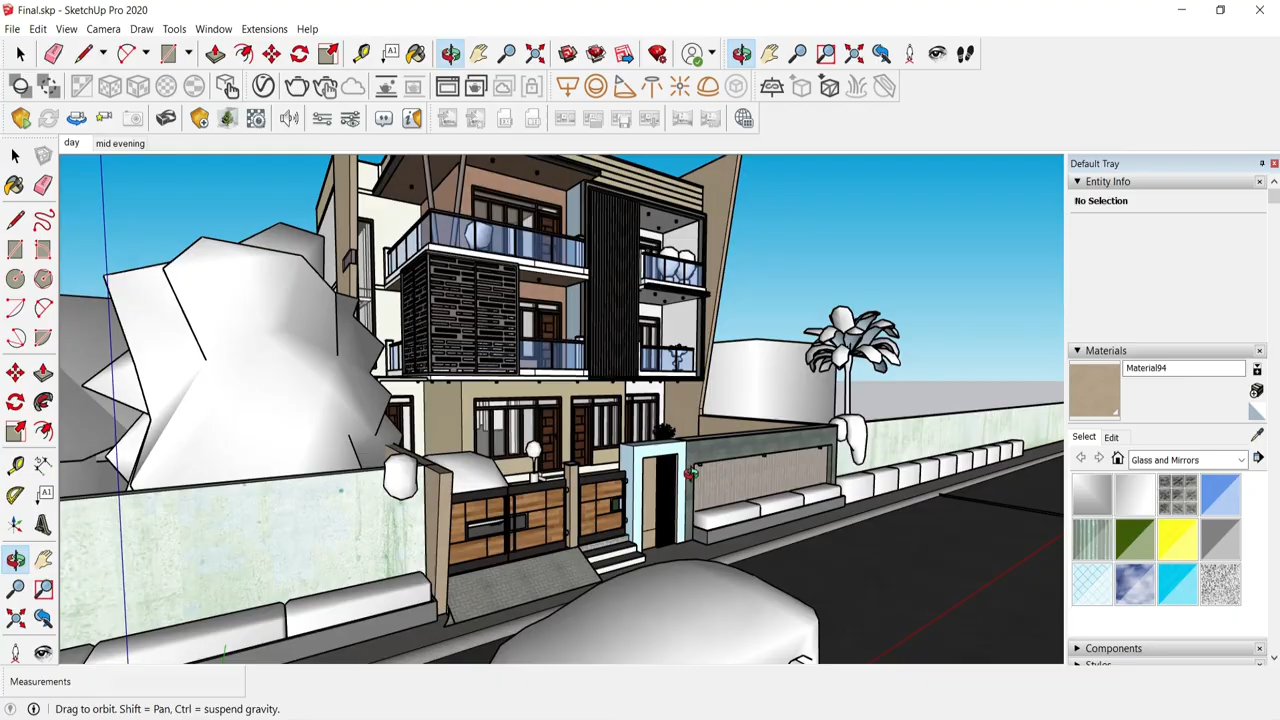 Final.skp - SketchUp Pro 2020
File Edit View Camera Draw Tools Window Extensions Help
day mid evening
Default Tray
Entity Info
No Selection
Materials
Material94
Select Edit
Glass and Mirrors
Components
Measurements
Drag to orbit. Shift = Pan, Ctrl = suspend gravity.